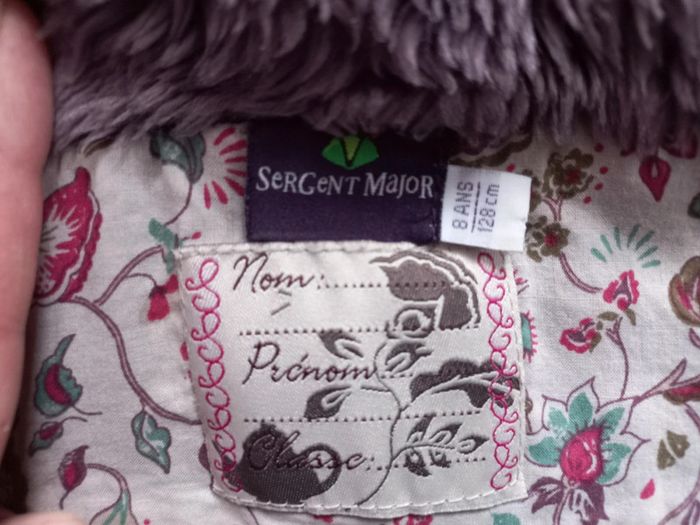 SeRGeNT MaJOR
8 ANS
128 cm
Nom:
Prénom
Classe: